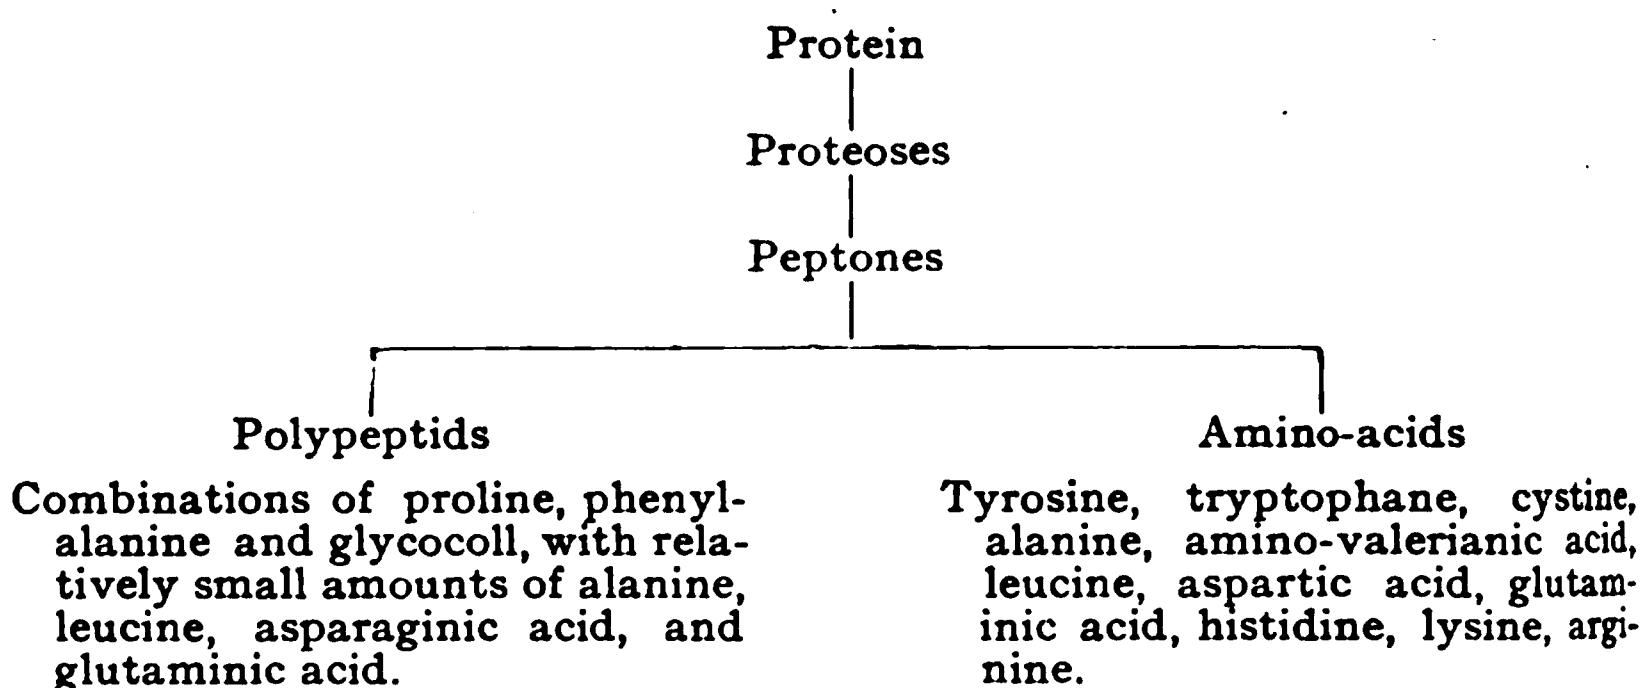 Protein
Proteoses
Peptones
Polypeptids
Combinations of proline, phenyl-
alanine and glycocoll, with rela-
tively small amounts of alanine,
leucine, asparaginic acid, and
glutaminic acid.
Amino-acids
Tyrosine, tryptophane, cystine,
alanine, amino-valerianic acid,
leucine, aspartic acid, glutam-
inic acid, histidine, lysine, argi-
nine.